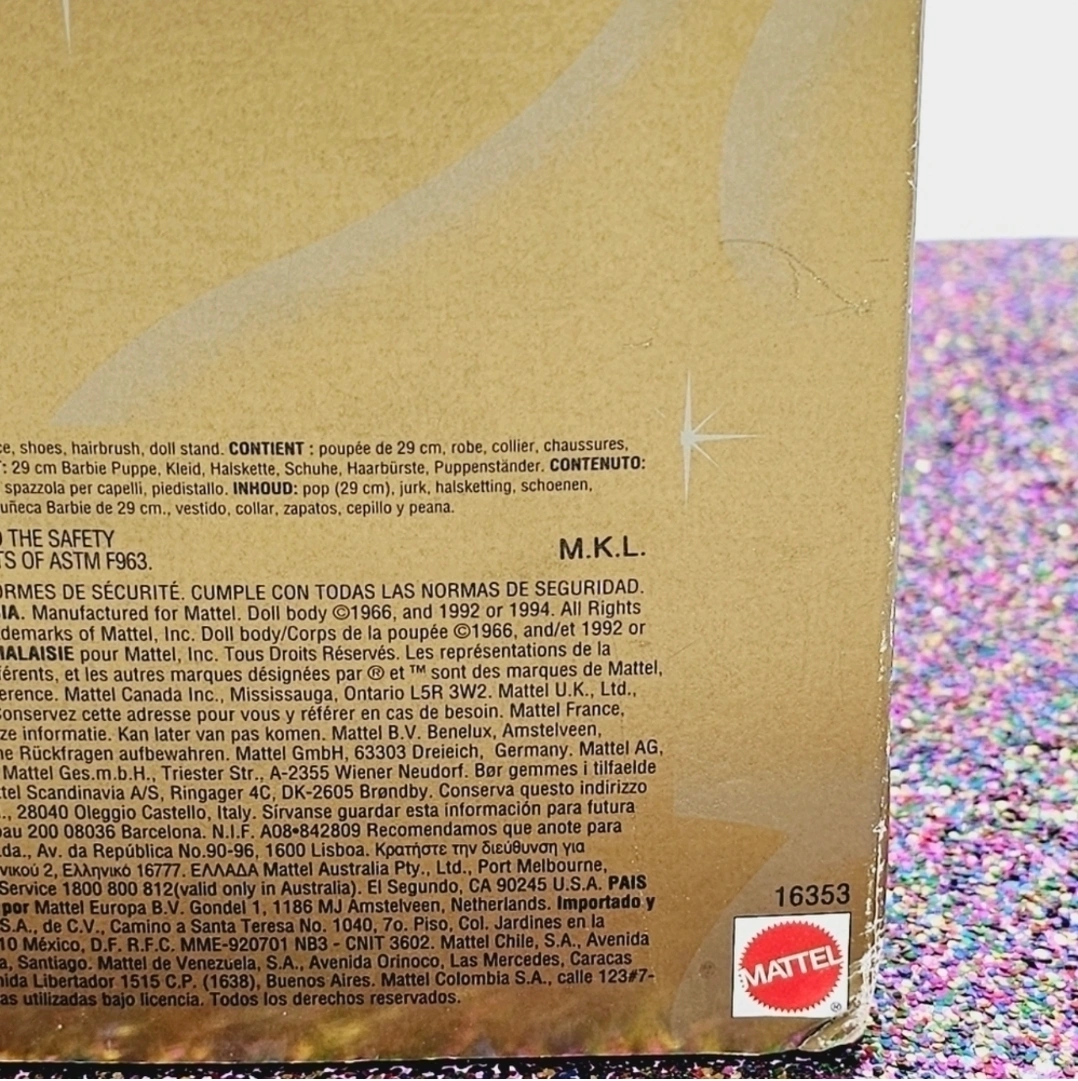 ce, shoes, hairbrush, doll stand. CONTIENT : poupée de 29 cm, robe, collier, chaussures,
: 29 cm Barbie Puppe, Kleid, Halskette, Schuhe, Haarbürste, Puppenständer. CONTENUTO:
spazzola per capelli, piedistallo. INHOUD: pop (29 cm), jurk, halsketting, schoenen,
uñeca Barbie de 29 cm., vestido, collar, zapatos, cepillo y peana.
THE SAFETY
TS OF ASTM F963.
M.K.L.
ORMES DE SÉCURITÉ. CUMPLE CON TODAS LAS NORMAS DE SEGURIDAD.
IA. Manufactured for Mattel. Doll body ©1966, and 1992 or 1994. All Rights
demarks of Mattel, Inc. Doll body/Corps de la poupée ©1966, and/et 1992 or
MALAISIE pour Mattel, Inc. Tous Droits Réservés. Les représentations de la
férents, et les autres marques désignées par ® et ™ sont des marques de Mattel,
erence. Mattel Canada Inc., Mississauga, Ontario L5R 3W2. Mattel U.K., Ltd.,
Conservez cette adresse pour vous y référer en cas de besoin. Mattel France,
ze informatie. Kan later van pas komen. Mattel B.V. Benelux, Amstelveen,
ne Rückfragen aufbewahren. Mattel GmbH, 63303 Dreieich, Germany. Mattel AG,
Mattel Ges.m.b.H., Triester Str., A-2355 Wiener Neudorf. Bør gemmes i tilfaelde
tel Scandinavia A/S, Ringager 4C, DK-2605 Brøndby. Conserva questo indirizzo
., 28040 Oleggio Castello, Italy. Sírvanse guardar esta información para futura
au 200 08036 Barcelona. N.I.F. A08•842809 Recomendamos que anote para
da., Av. da República No.90-96, 1600 Lisboa. Κρατήστε την διεύθυνση για
νικού 2, Ελληνικό 16777. ΕΛΛΑΔΑ Mattel Australia Pty., Ltd., Port Melbourne,
Service 1800 800 812(valid only in Australia). El Segundo, CA 90245 U.S.A. PAIS
por Mattel Europa B.V. Gondel 1, 1186 MJ Amstelveen, Netherlands. Importado y
S.A., de C.V., Camino a Santa Teresa No. 1040, 7o. Piso, Col. Jardines en la
10 México, D.F. R.F.C. MME-920701 NB3 - CNIT 3602. Mattel Chile, S.A., Avenida
a, Santiago. Mattel de Venezuela, S.A., Avenida Orinoco, Las Mercedes, Caracas
nida Libertador 1515 C.P. (1638), Buenos Aires. Mattel Colombia S.A., calle 123#7-
as utilizadas bajo licencia. Todos los derechos reservados.
16353
MATTEL
®